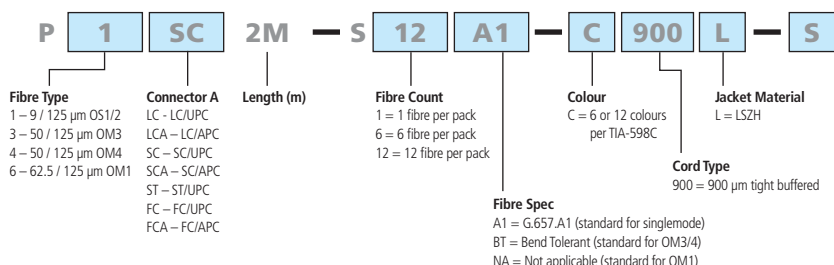 P 1 SC 2M – S 12 A1 – C 900 L – S
Fibre Type
1 – 9 / 125 µm OS1/2
3 – 50 / 125 µm OM3
4 – 50 / 125 µm OM4
6 – 62.5 / 125 µm OM1
Connector A
LC - LC/UPC
LCA – LC/APC
SC – SC/UPC
SCA – SC/APC
ST – ST/UPC
FC – FC/UPC
FCA – FC/APC
Length (m)
Fibre Count
1 = 1 fibre per pack
6 = 6 fibre per pack
12 = 12 fibre per pack
Fibre Spec
A1 = G.657.A1 (standard for singlemode)
BT = Bend Tolerant (standard for OM3/4)
NA = Not applicable (standard for OM1)
Colour
C = 6 or 12 colours
per TIA-598C
Cord Type
900 = 900 µm tight buffered
Jacket Material
L = LSZH